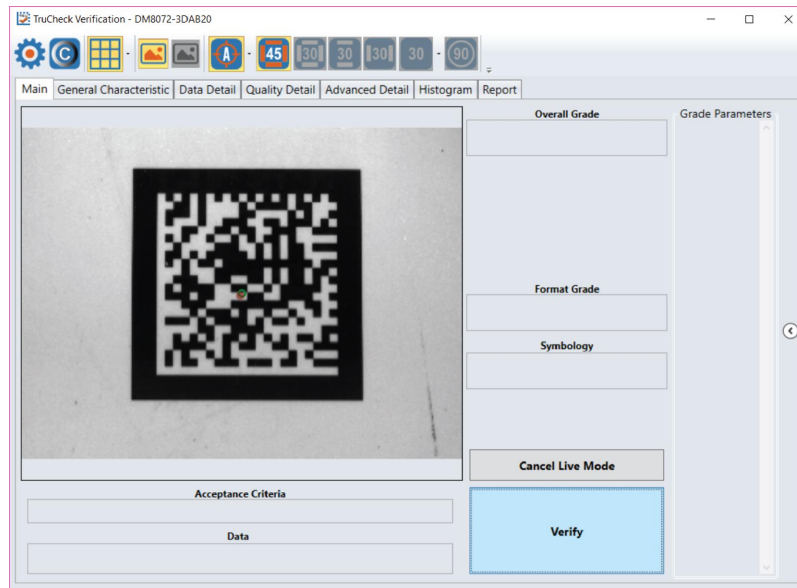 TruCheck Verification - DM8072-3DAB20
C A 45 30 30 30 30 90
Main General Characteristic Data Detail Quality Detail Advanced Detail Histogram Report
Overall Grade
Grade Parameters
Format Grade
Symbology
Cancel Live Mode
Acceptance Criteria
Verify
Data